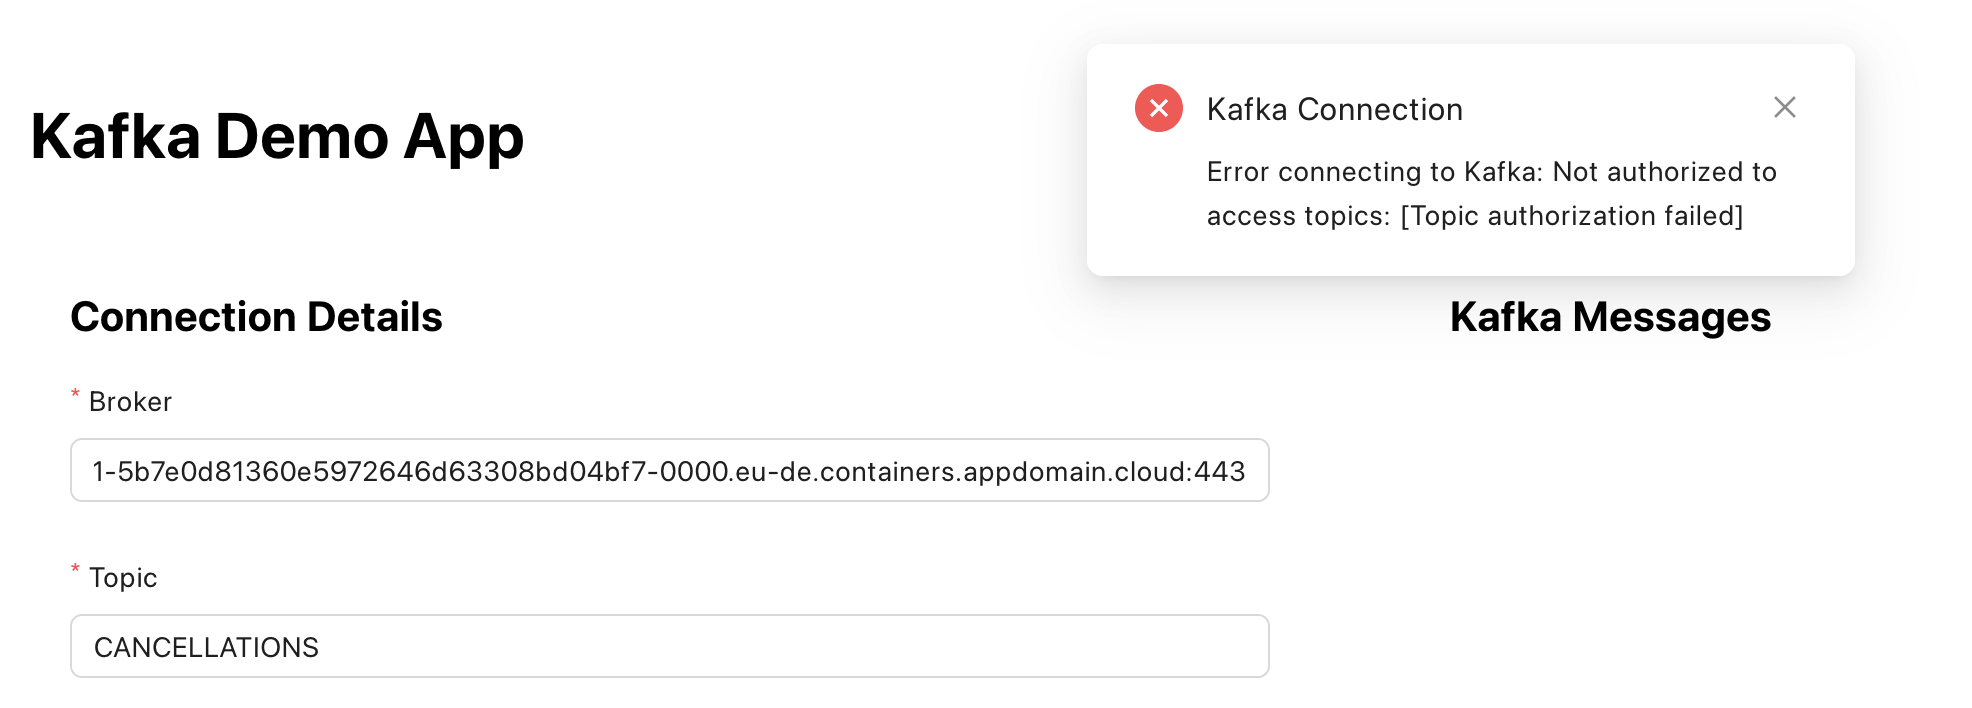 Kafka Demo App
Kafka Connection
Error connecting to Kafka: Not authorized to
access topics: [Topic authorization failed]
Connection Details
Kafka Messages
* Broker
1-5b7e0d81360e5972646d63308bd04bf7-0000.eu-de.containers.appdomain.cloud:443
* Topic
CANCELLATIONS